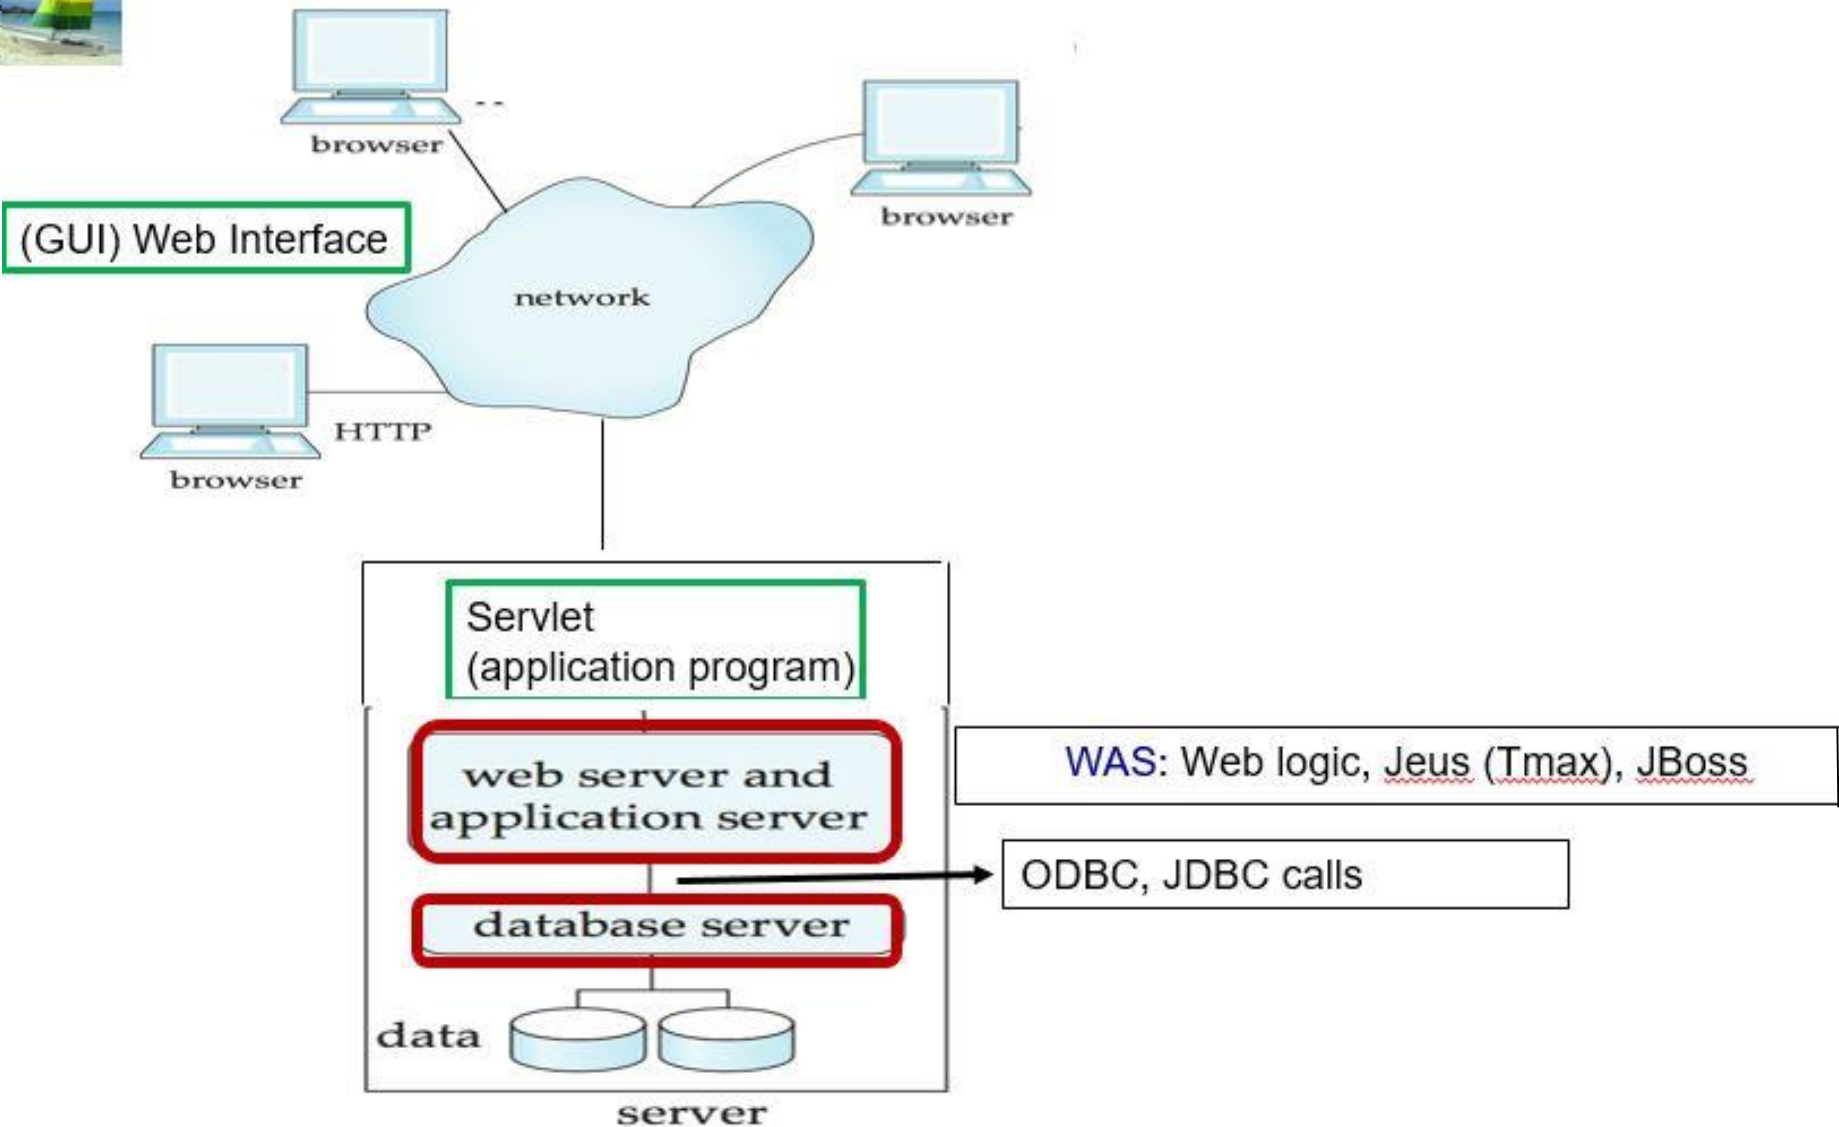 browser
browser
(GUI) Web Interface
network
HTTP
browser
Servlet
(application program)
web server and
application server
WAS: Web logic, Jeus (Tmax), JBoss
ODBC, JDBC calls
database server
data
server